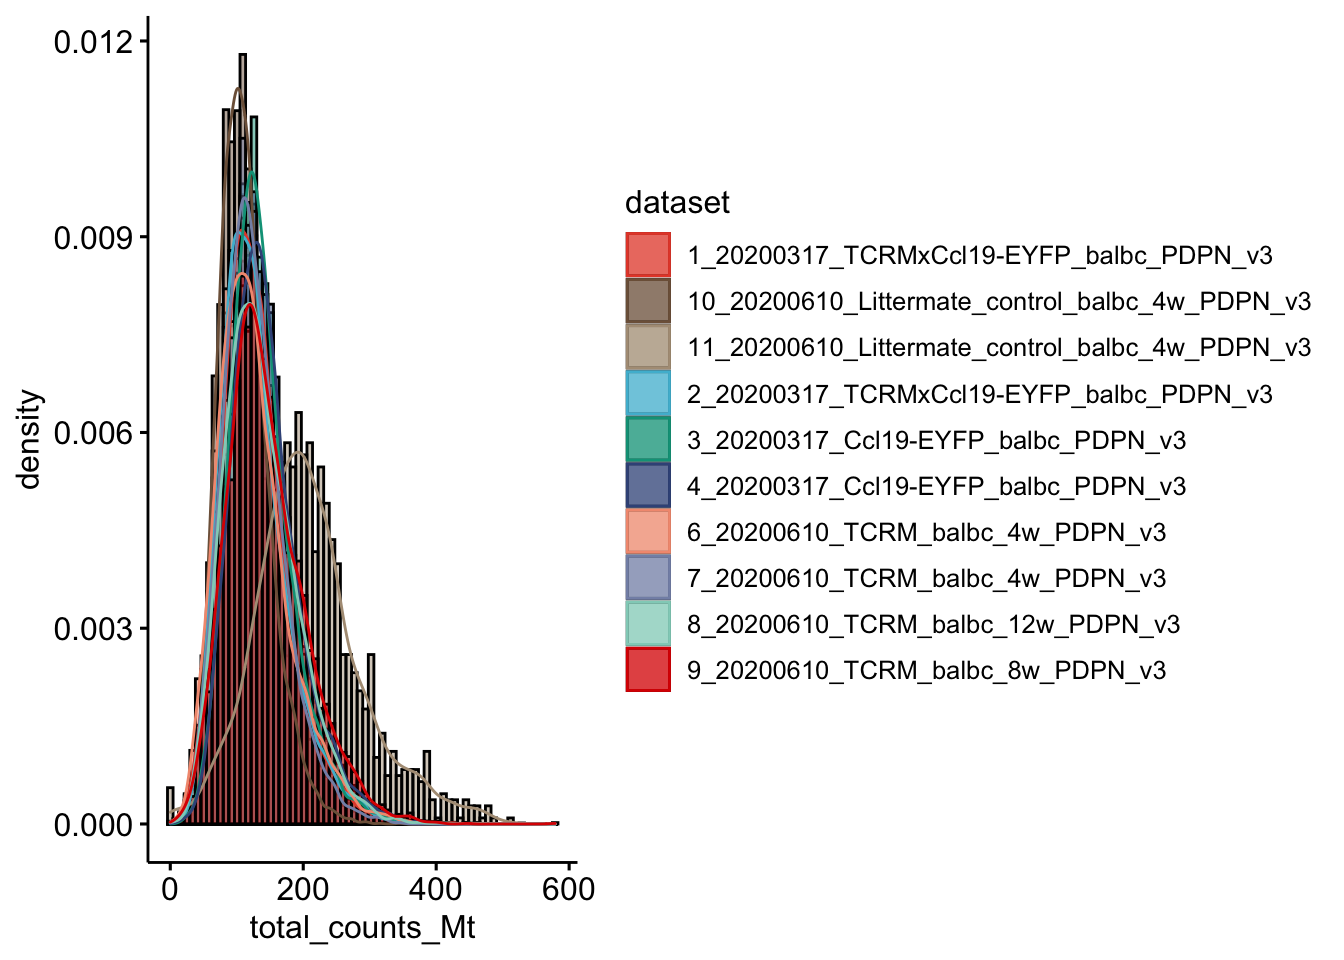 0.012
0.009
0.006
0.003
0.000
density
0
200
400
600
total_counts_Mt
dataset
1_20200317_TCRMxCcl19-EYFP_balbc_PDPN_v3
10_20200610_Littermate_control_balbc_4w_PDPN_v3
11_20200610_Littermate_control_balbc_4w_PDPN_v3
2_20200317_TCRMxCcl19-EYFP_balbc_PDPN_v3
3_20200317_Ccl19-EYFP_balbc_PDPN_v3
4_20200317_Ccl19-EYFP_balbc_PDPN_v3
6_20200610_TCRM_balbc_4w_PDPN_v3
7_20200610_TCRM_balbc_4w_PDPN_v3
8_20200610_TCRM_balbc_12w_PDPN_v3
9_20200610_TCRM_balbc_8w_PDPN_v3